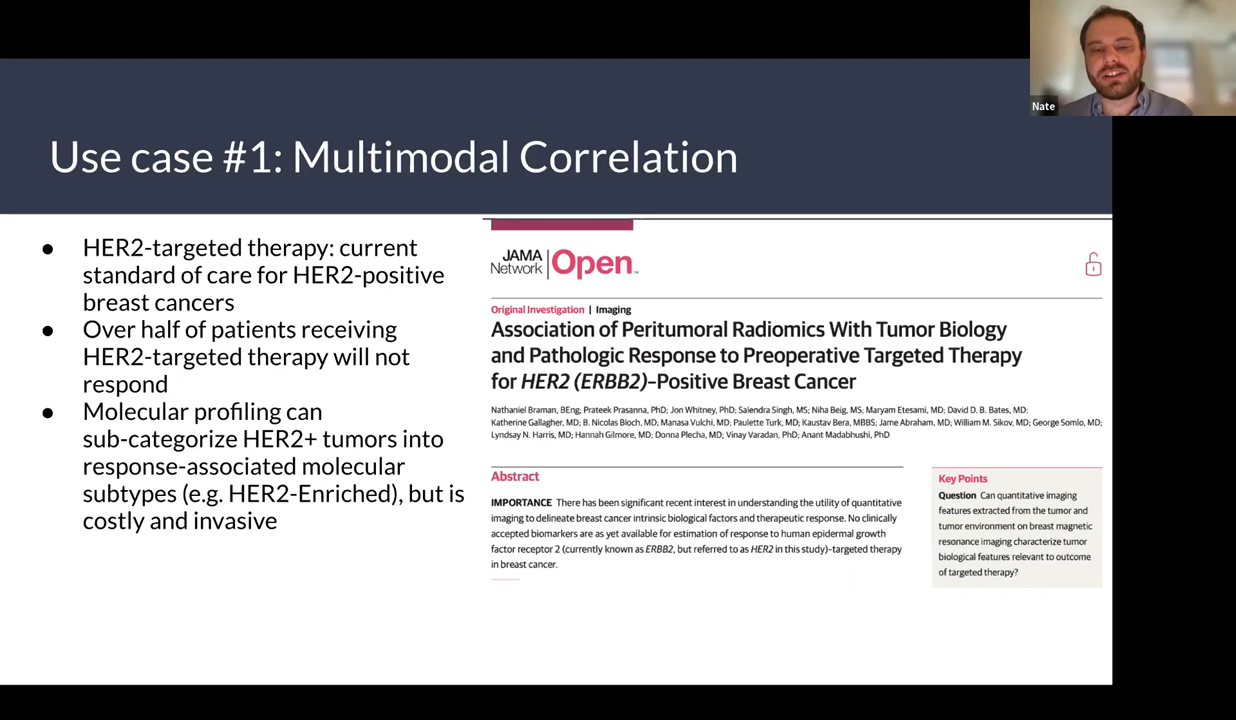 Nate
Use case #1: Multimodal Correlation
● HER2-targeted therapy: current
standard of care for HER2-positive
breast cancers
● Over half of patients receiving
HER2-targeted therapy will not
respond
● Molecular profiling can
sub-categorize HER2+ tumors into
response-associated molecular
subtypes (e.g. HER2-Enriched), but is
costly and invasive
JAMA
Network
Open™
Original Investigation | Imaging
Association of Peritumoral Radiomics With Tumor Biology
and Pathologic Response to Preoperative Targeted Therapy
for HER2 (ERBB2)–Positive Breast Cancer
Nathaniel Braman, BEng; Prateek Prasanna, PhD; Jon Whitney, PhD; Salendra Singh, MS; Niha Beig, MS; Maryam Etesami, MD; David D. B. Bates, MD;
Katherine Gallagher, MD; B. Nicolas Bloch, MD; Manasa Vulchi, MD; Paulette Turk, MD; Kaustav Bera, MBBS; Jame Abraham, MD; William M. Sikov, MD; George Somlo, MD;
Lyndsay N. Harris, MD; Hannah Gilmore, MD; Donna Plecha, MD; Vinay Varadan, PhD; Anant Madabhushi, PhD
Abstract
IMPORTANCE There has been significant recent interest in understanding the utility of quantitative
imaging to delineate breast cancer intrinsic biological factors and therapeutic response. No clinically
accepted biomarkers are as yet available for estimation of response to human epidermal growth
factor receptor 2 (currently known as ERBB2, but referred to as HER2 in this study)-targeted therapy
in breast cancer.
Key Points
Question Can quantitative imaging
features extracted from the tumor and
tumor environment on breast magnetic
resonance imaging characterize tumor
biological features relevant to outcome
of targeted therapy?